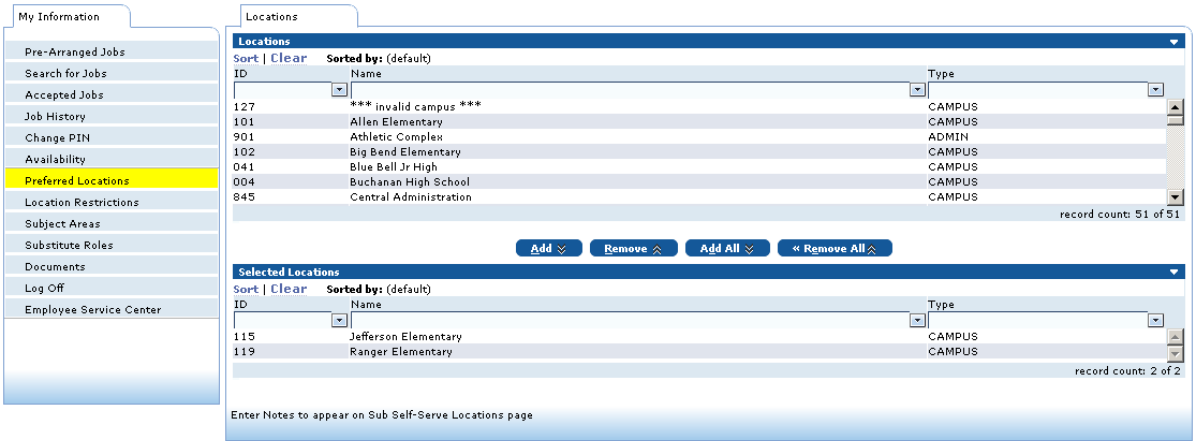 My Information
Pre-Arranged Jobs
Search for Jobs
Accepted Jobs
Job History
Change PIN
Availability
Preferred Locations
Location Restrictions
Subject Areas
Substitute Roles
Documents
Log Off
Employee Service Center
Locations
Locations
Sort | Clear Sorted by: (default)
ID Name Type
127 *** invalid campus *** CAMPUS
101 Allen Elementary CAMPUS
901 Athletic Complex ADMIN
102 Big Bend Elementary CAMPUS
041 Blue Bell Jr High CAMPUS
004 Buchanan High School CAMPUS
845 Central Administration CAMPUS
record count: 51 of 51
Add Remove Add All « Remove All
Selected Locations
Sort | Clear Sorted by: (default)
ID Name Type
115 Jefferson Elementary CAMPUS
119 Ranger Elementary CAMPUS
record count: 2 of 2
Enter Notes to appear on Sub Self-Serve Locations page